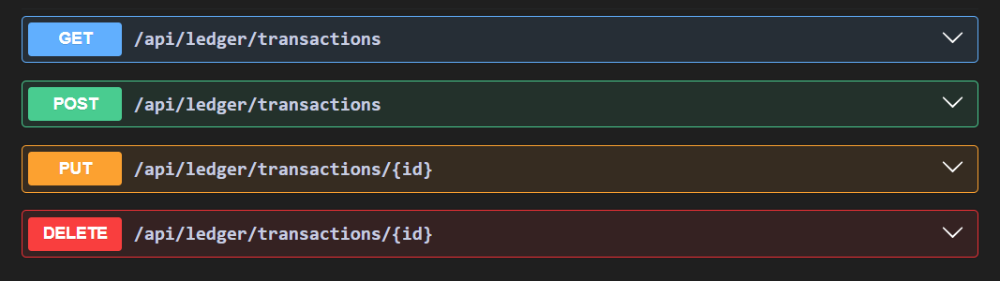 GET /api/ledger/transactions
POST /api/ledger/transactions
PUT /api/ledger/transactions/{id}
DELETE /api/ledger/transactions/{id}